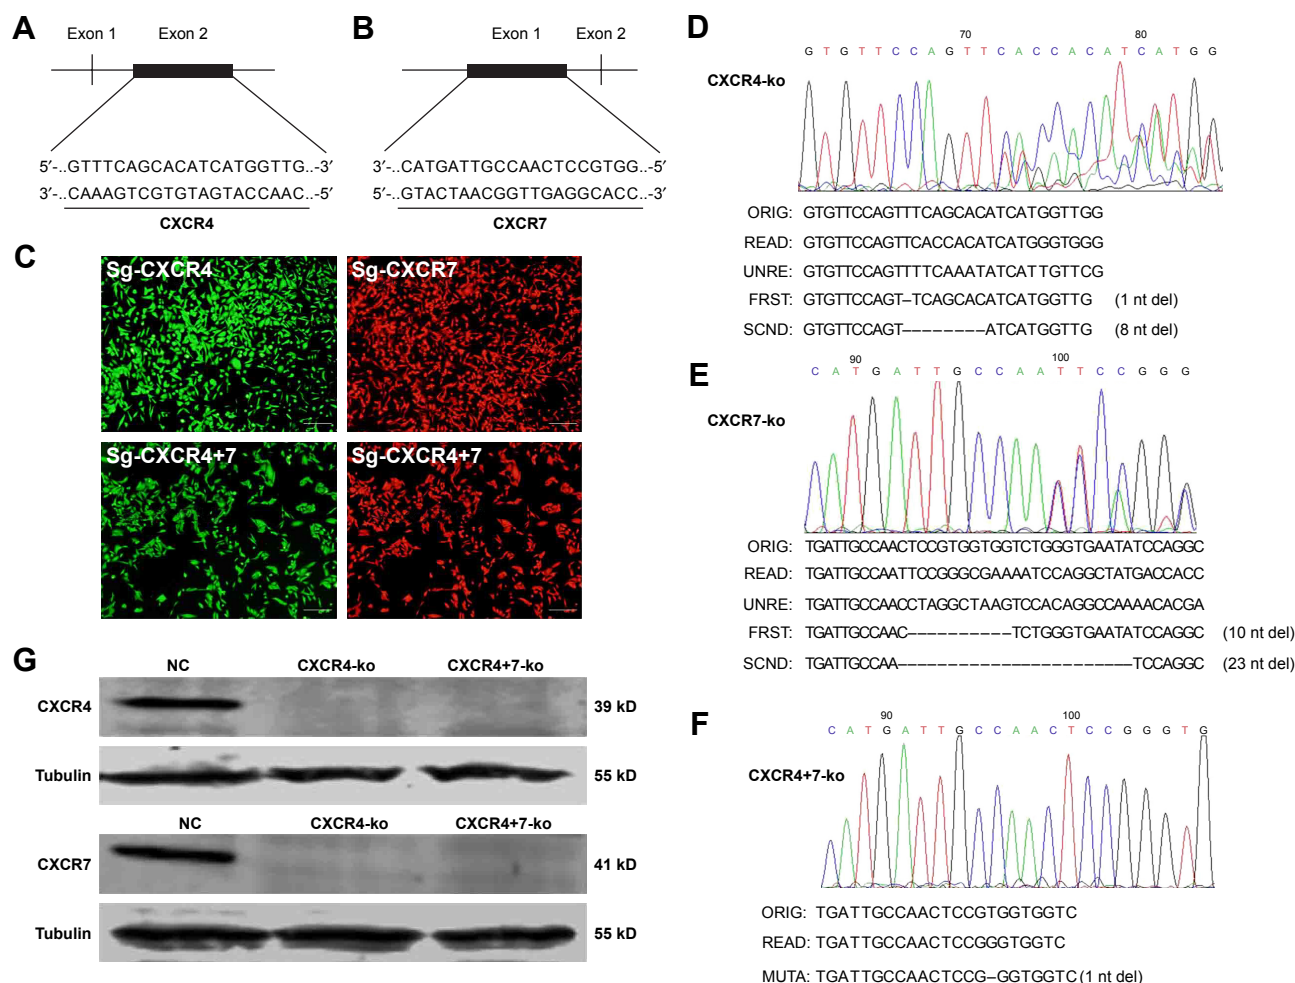 A
Exon 1
Exon 2
5′-..GTTTCAGCACATCATGGTTG..-3′
3′-..CAAAGTCGTGTAGTACCAAC..-5′
CXCR4
B
Exon 1
Exon 2
3′-..CATGATTGCCAACTCCGTGG..-5′
5′-..GTACTAACGGTTGAGGCACC..-3′
CXCR7
C
Sg-CXCR4
Sg-CXCR7
Sg-CXCR4+7
Sg-CXCR4+7
D
CXCR4-ko
70 80
G T G T T C C A G T T C A C C A C A T C A T G G
ORIG: GTGTTCCAGTTTCAGCACATCATGGTTGG
READ: GTGTTCCAGTTCACCACATCATGGGTGGG
UNRE: GTGTTCCAGTTTTCAAATATCATTGTTCG
FRST: GTGTTCCAGT–TCAGCACATCATGGTTG (1 nt del)
SCND: GTGTTCCAGT––––––––ATCATGGTTG (8 nt del)
E
CXCR7-ko
90 100
C A T G A T T G C C A A T T C C G G G
ORIG: TGATTGCCAACTCCGTGGTGGTCTGGGTGAATATCCAGGC
READ: TGATTGCCAATTCCGGGCGAAAATCCAGGCTATGACCACC
UNRE: TGATTGCCAACCTAGGCTAAGTCCACAGGCCAAAACACGA
FRST: TGATTGCCAAC––––––––––TCTGGGTGAATATCCAGGC (10 nt del)
SCND: TGATTGCCAA–––––––––––––––––––––––TCCAGGC (23 nt del)
F
CXCR4+7-ko
90 100
C A T G A T T G C C A A C T C C G G G T G
ORIG: TGATTGCCAACTCCGTGGTGGTC
READ: TGATTGCCAACTCCGGGTGGTC
MUTA: TGATTGCCAACTCCG–GGTGGTC (1 nt del)
G
NC CXCR4-ko CXCR4+7-ko
CXCR4 39 kD
Tubulin 55 kD
NC CXCR4-ko CXCR4+7-ko
CXCR7 41 kD
Tubulin 55 kD